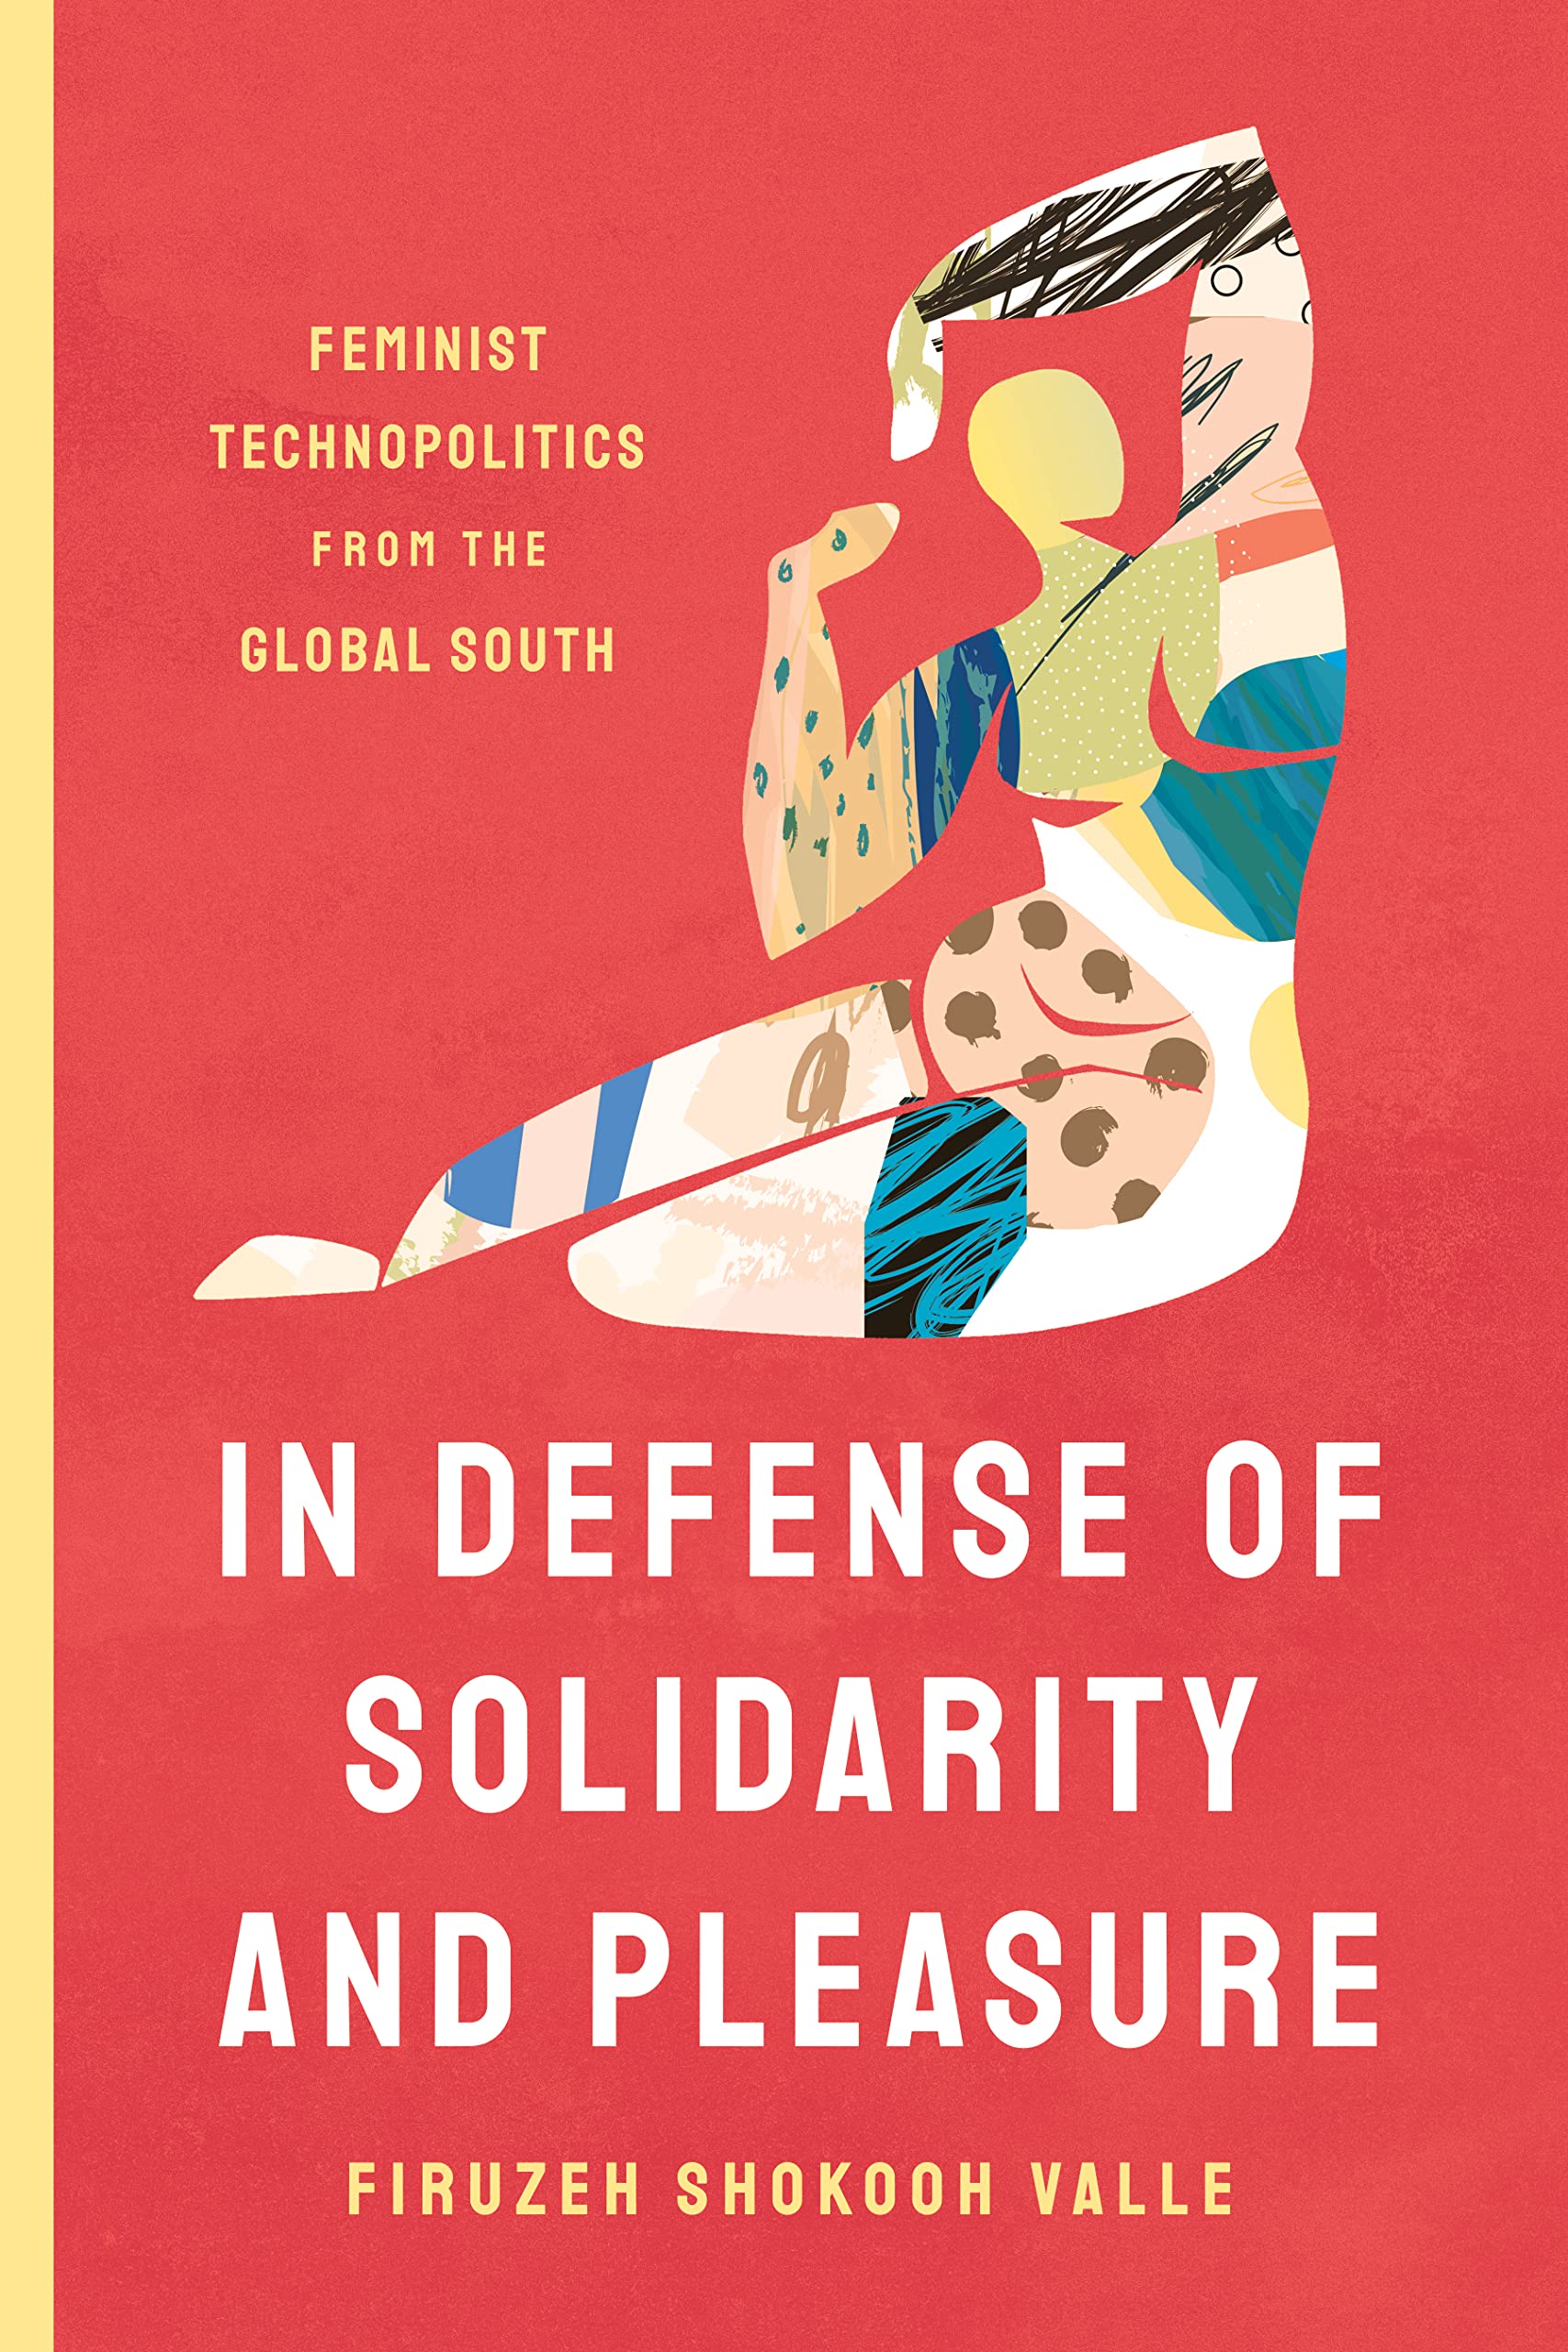 FEMINIST
TECHNOPOLITICS
FROM THE
GLOBAL SOUTH
IN DEFENSE OF
SOLIDARITY
AND PLEASURE
FIRUZEH SHOKOOH VALLE